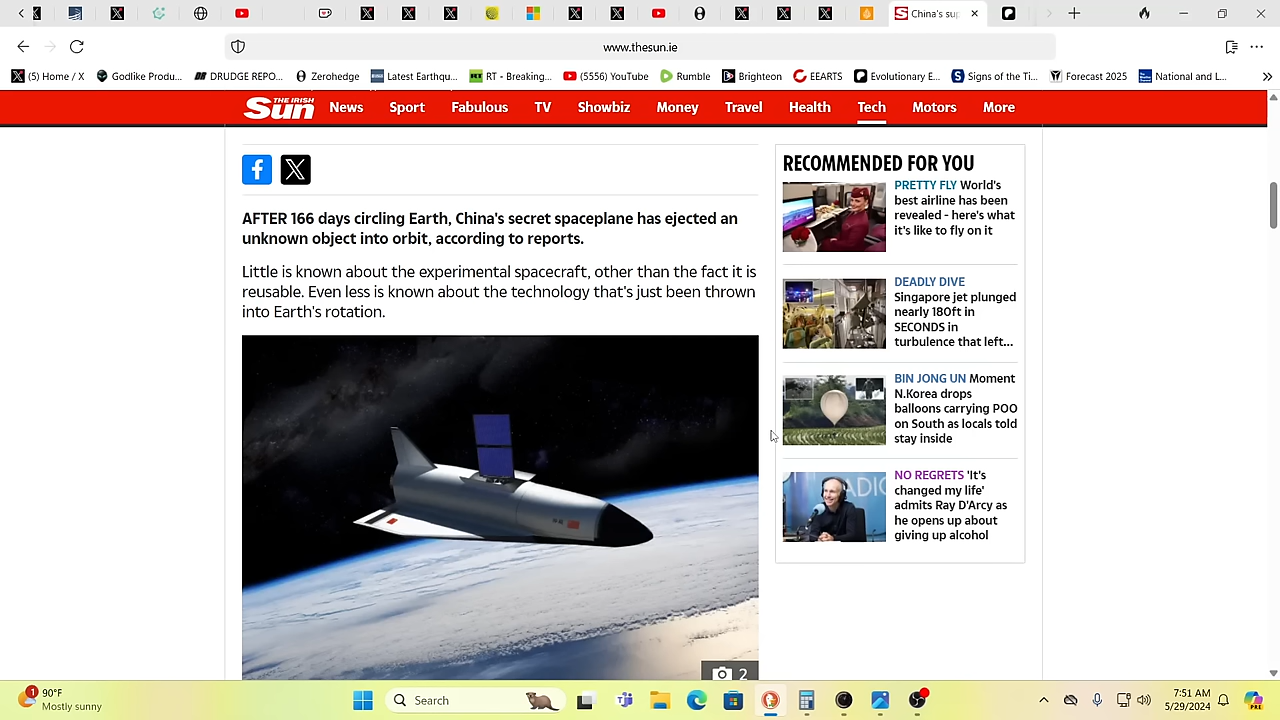 China's sup
www.thesun.ie
(5) Home / X
Godlike Produ...
DRUDGE REPO...
Zerohedge
Latest Earthqu...
RT - Breaking...
(5556) YouTube
Rumble
Brighteon
EEARTS
Evolutionary E...
Signs of the Ti...
Forecast 2025
National and L...
THE IRISH
Sun
News
Sport
Fabulous
TV
Showbiz
Money
Travel
Health
Tech
Motors
More
AFTER 166 days circling Earth, China's secret spaceplane has ejected an
unknown object into orbit, according to reports.
Little is known about the experimental spacecraft, other than the fact it is
reusable. Even less is known about the technology that's just been thrown
into Earth's rotation.
2
RECOMMENDED FOR YOU
PRETTY FLY World's
best airline has been
revealed - here's what
it's like to fly on it
DEADLY DIVE
Singapore jet plunged
nearly 180ft in
SECONDS in
turbulence that left...
BIN JONG UN Moment
N.Korea drops
balloons carrying POO
on South as locals told
stay inside
NO REGRETS 'It's
changed my life'
admits Ray D'Arcy as
he opens up about
giving up alcohol
1
90°F
Mostly sunny
Search
7:51 AM
5/29/2024
PRE